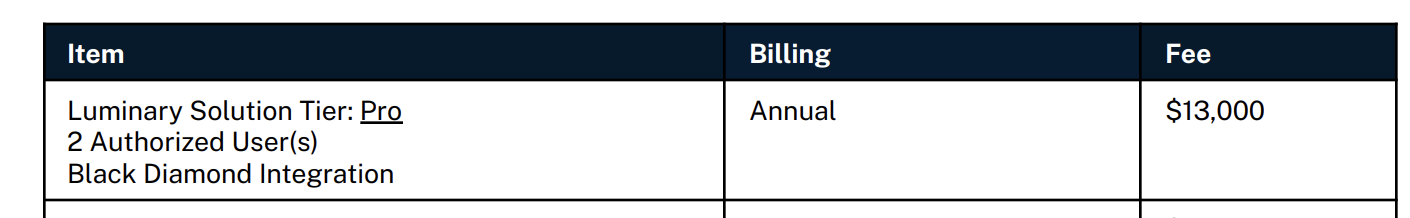 Item Billing Fee
Luminary Solution Tier: Pro Annual $13,000
2 Authorized User(s)
Black Diamond Integration